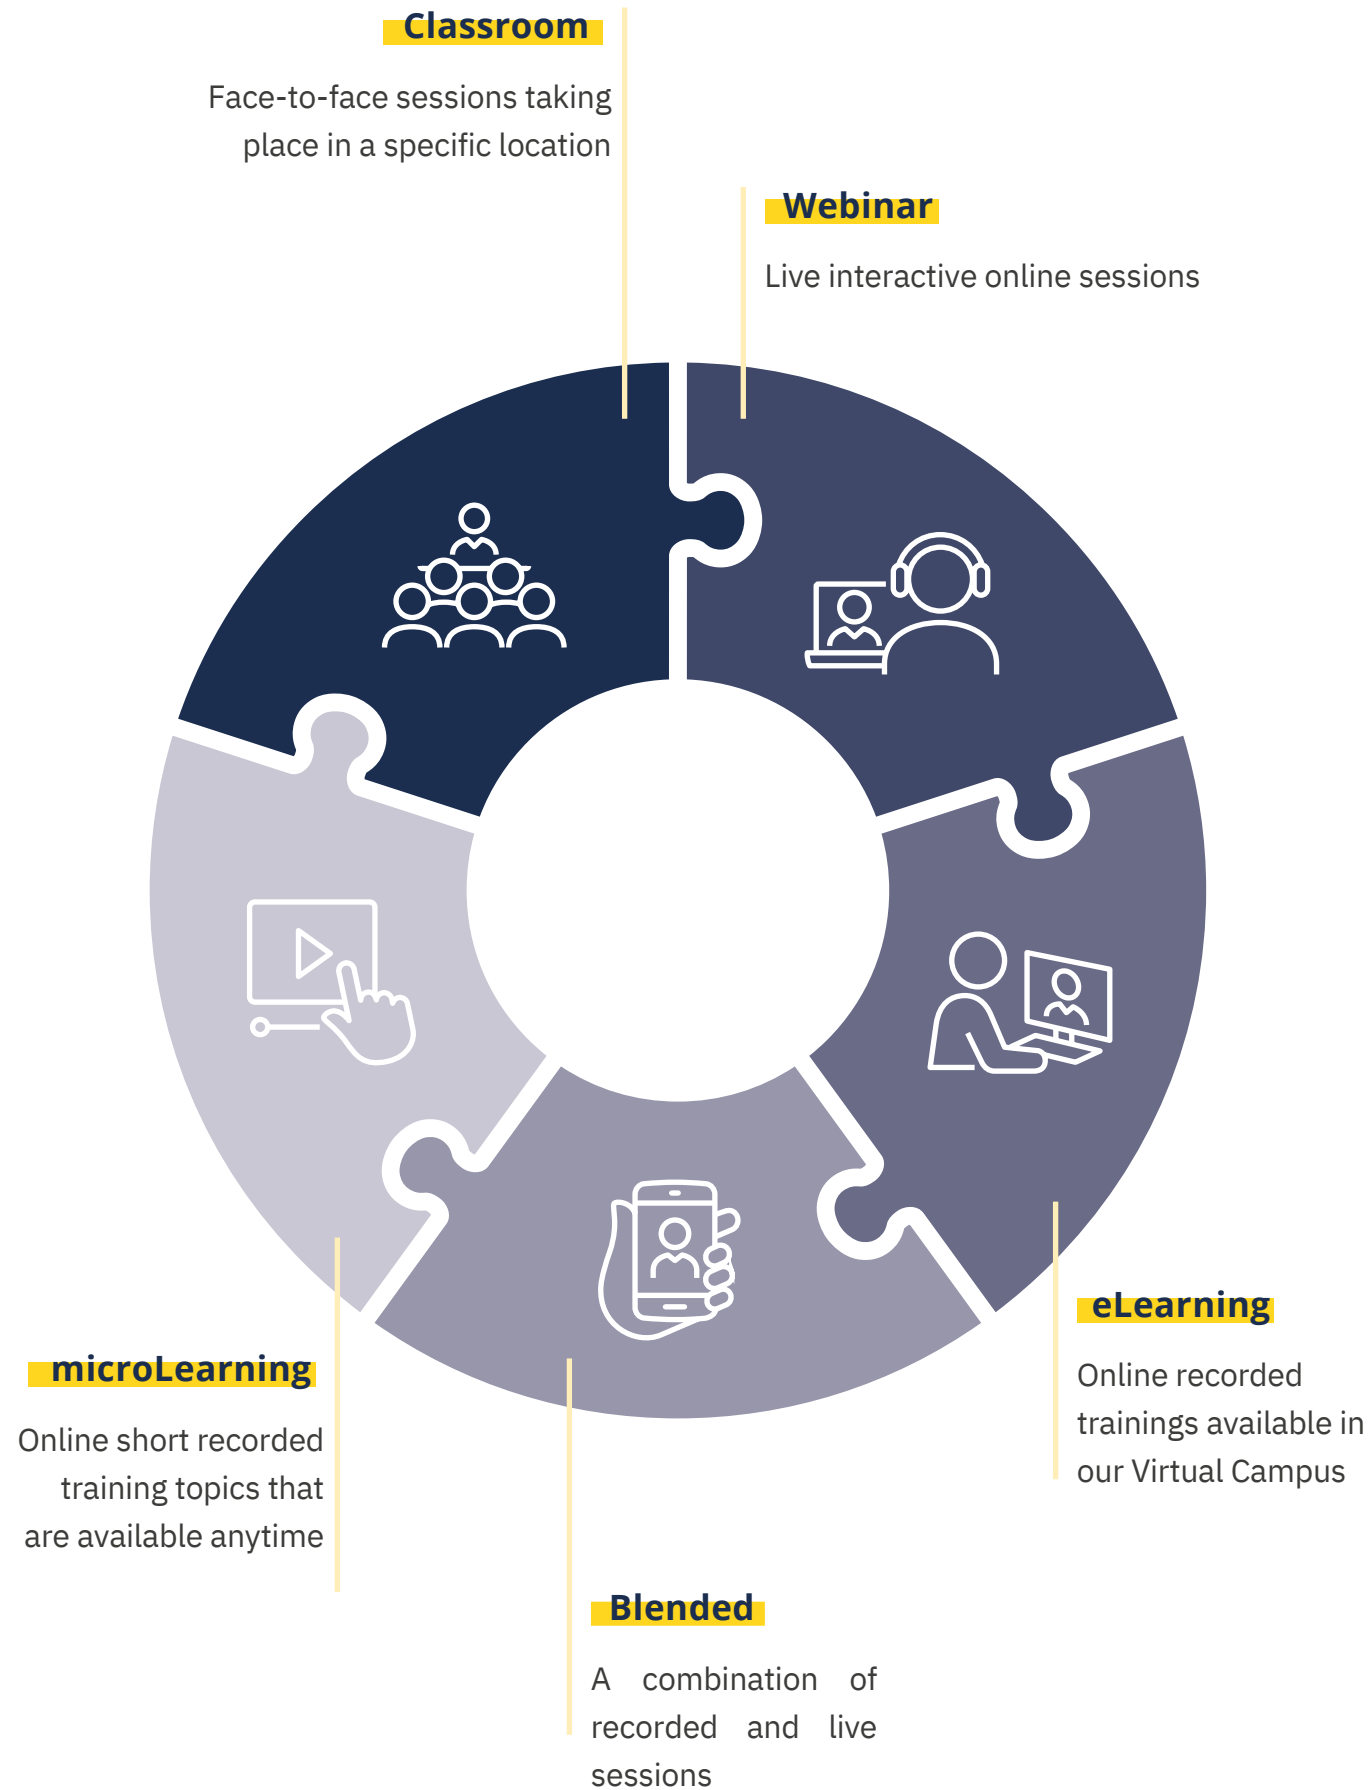 Classroom
Face-to-face sessions taking
place in a specific location
Webinar
Live interactive online sessions
eLearning
Online recorded
trainings available in
our Virtual Campus
microLearning
Online short recorded
training topics that
are available anytime
Blended
A combination of
recorded and live
sessions